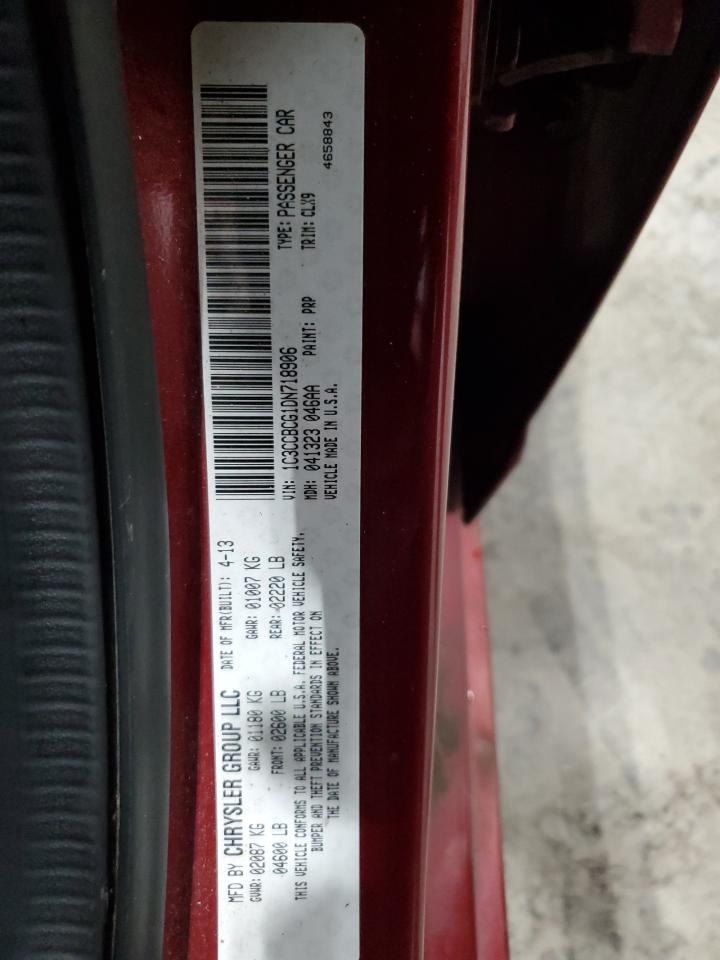 MFD BY CHRYSLER GROUP LLC DATE OF MFR(BUILT): 4-13
GVWR: 02087 KG GAWR: 01180 KG GAWR: 01007 KG
04600 LB FRONT: 02600 LB REAR: 02220 LB
THIS VEHICLE CONFORMS TO ALL APPLICABLE U.S.A. FEDERAL MOTOR VEHICLE SAFETY,
BUMPER AND THEFT PREVENTION STANDARDS IN EFFECT ON
THE DATE OF MANUFACTURE SHOWN ABOVE.
VIN: 1C3CCBCG1DN718906 TYPE: PASSENGER CAR
MDH: 041323 046AA PAINT: PRP TRIM: CLX9
VEHICLE MADE IN U.S.A. 4658843